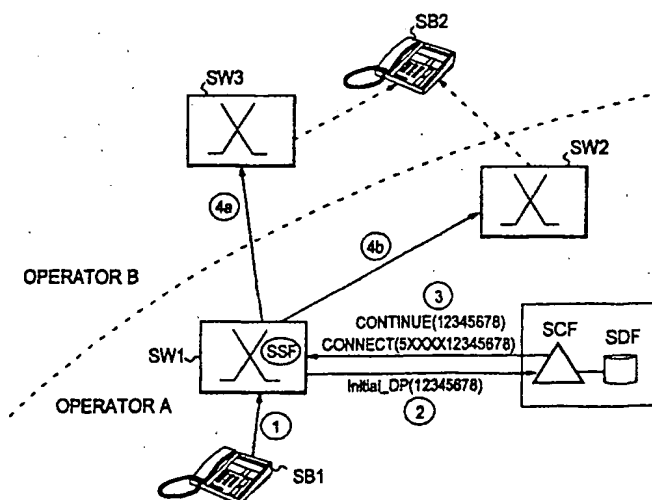 SB2
SW3
SW2
4a
4b
OPERATOR B
3
CONTINUE(12345678)
SCF
SDF
CONNECT(5XXXX12345678)
SSF
SW1
Initial_DP(12345678)
OPERATOR A
2
1
SB1